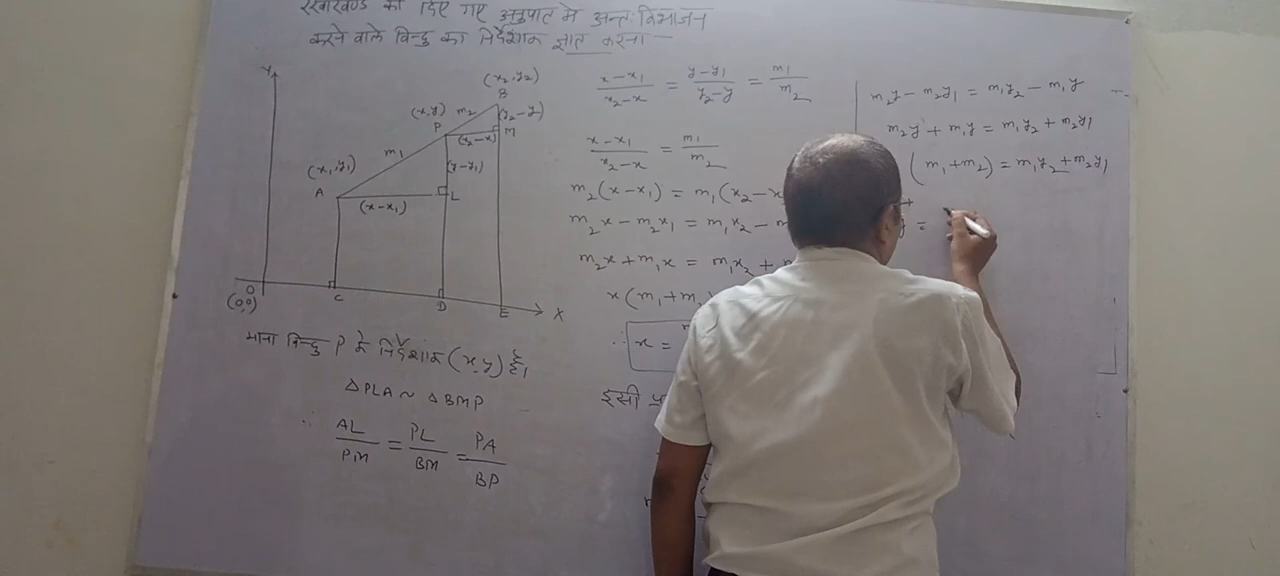 रेखाखण्ड को दिए गए अनुपात में अन्तः विभाजन
करने वाले बिन्दु का निर्देशांक ज्ञात करना —
Y
(x₂, y₂)
B
(x, y) m₂ (y₂-y)
P M
(x₂-x)
m₁
(x₁, y₁) (y-y₁)
A L
(x-x₁)
O
(0,0)
C D E X
माना बिन्दु P के निर्देशांक (x, y) है।
△PLA ~ △BMP
∴ AL/PM = PL/BM = PA/BP
x-x₁/x₂-x = y-y₁/y₂-y = m₁/m₂
x-x₁/x₂-x = m₁/m₂
m₂(x-x₁) = m₁(x₂-x
m₂x - m₂x₁ = m₁x₂ -
m₂x + m₁x = m₁x₂ +
x(m₁+m₂
∴ x =
इसी
m₂y - m₂y₁ = m₁y₂ - m₁y
m₂y + m₁y = m₁y₂ + m₂y₁
(m₁+m₂) = m₁y₂ + m₂y₁
y =